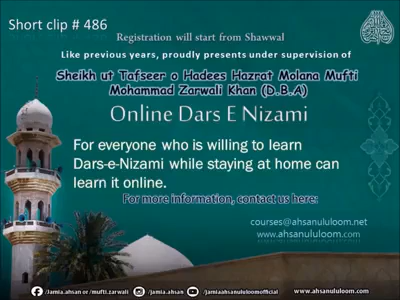 Short clip # 486
Registration will start from Shawwal
Like previous years, proudly presents under supervision of
Sheikh ut Tafseer o Hadees Hazrat Molana Mufti
Mohammad Zarwali Khan (D.B.A)
Online Dars E Nizami
For everyone who is willing to learn
Dars-e-Nizami while staying at home can
learn it online.
For more information, contact us here:
courses@ahsanululoom.net
www.ahsanululoom.com
/jamia.ahsan or /mufti.zarwali
/jamia.ahsan
/jamiaahsanululoomofficial
www.ahsanululoom.com